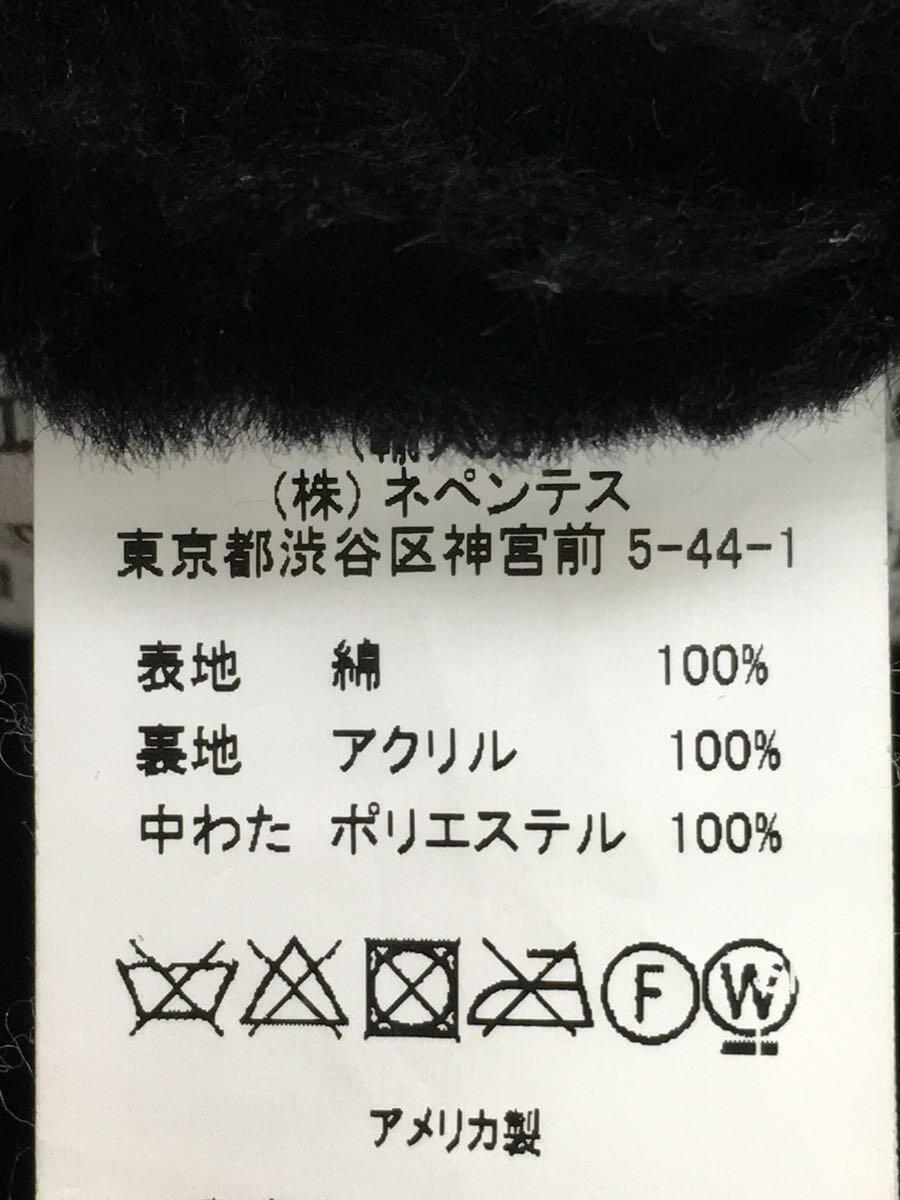 (株)ネペンテス
東京都渋谷区神宮前 5-44-1
表地 綿 100%
裏地 アクリル 100%
中わた ポリエステル 100%
F W
アメリカ製